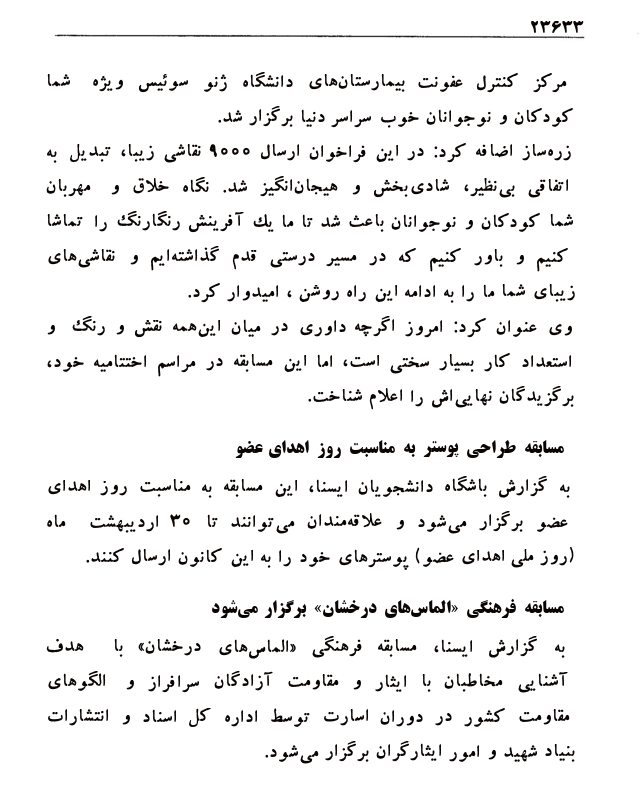 ۲۳۶۳۳
مرکز کنترل عفونت بیمارستان‌های دانشگاه ژنو سوئیس ویژه شما
کودکان و نوجوانان خوب سراسر دنیا برگزار شد.
زره‌ساز اضافه کرد: در این فراخوان ارسال ۹۰۰۰ نقاشی زیبا، تبدیل به
اتفاقی بی‌نظیر، شادی‌بخش و هیجان‌انگیز شد. نگاه خلاق و مهربان
شما کودکان و نوجوانان باعث شد تا ما یك آفرینش رنگارنگ را تماشا
کنیم و باور کنیم که در مسیر درستی قدم گذاشته‌ایم و نقاشی‌های
زیبای شما ما را به ادامه این راه روشن ، امیدوار کرد.
وی عنوان کرد: امروز اگرچه داوری در میان این‌همه نقش و رنگ و
استعداد کار بسیار سختی است، اما این مسابقه در مراسم اختتامیه خود،
برگزیدگان نهایی‌اش را اعلام شناخت.
مسابقه طراحی پوستر به مناسبت روز اهدای عضو
به گزارش باشگاه دانشجویان ایسنا، این مسابقه به مناسبت روز اهدای
عضو برگزار می‌شود و علاقه‌مندان می‌توانند تا ۳۰ اردیبهشت ماه
(روز ملی اهدای عضو) پوسترهای خود را به این کانون ارسال کنند.
مسابقه فرهنگی «الماس‌های درخشان» برگزار می‌شود
به گزارش ایسنا، مسابقه فرهنگی «الماس‌های درخشان» با هدف
آشنایی مخاطبان با ایثار و مقاومت آزادگان سرافراز و الگوهای
مقاومت کشور در دوران اسارت توسط اداره کل اسناد و انتشارات
بنیاد شهید و امور ایثارگران برگزار می‌شود.